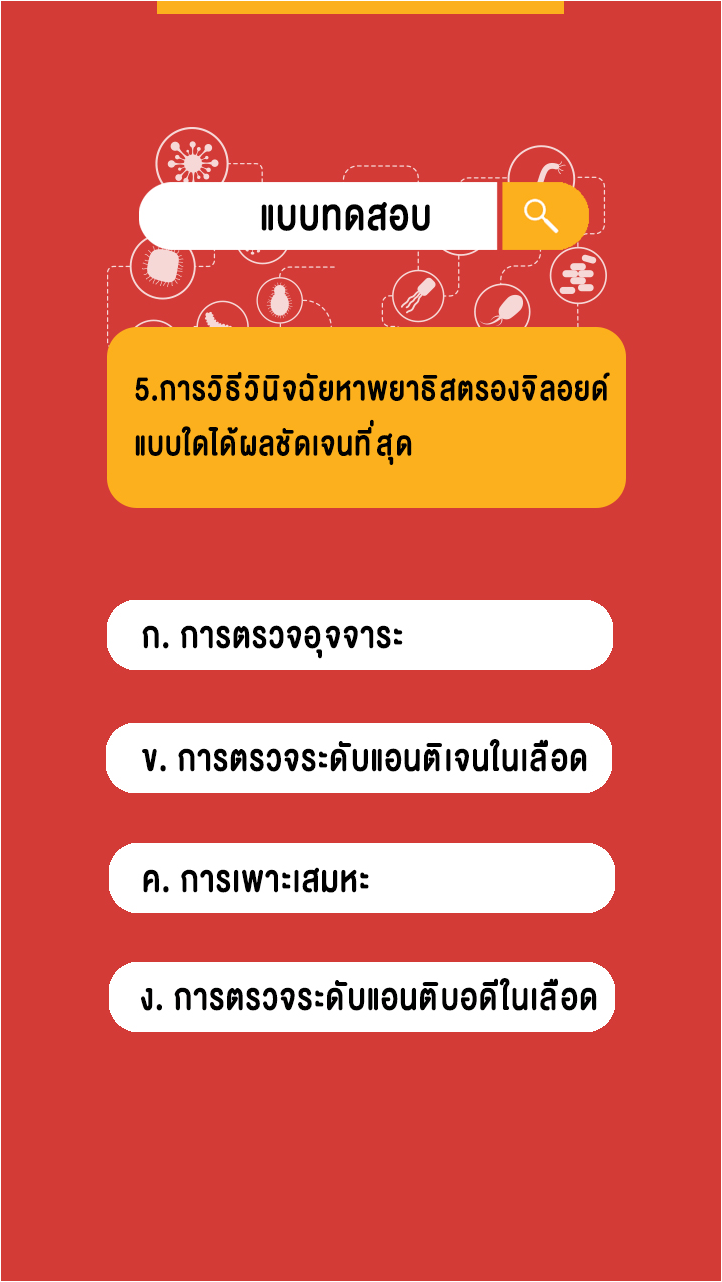 แบบทดสอบ
5.การวิธีวินิจฉัยหาพยาธิสตรองจิลอยด์
แบบใดได้ผลชัดเจนที่สุด
ก. การตรวจอุจจาระ
ข. การตรวจระดับแอนติเจนในเลือด
ค. การเพาะเสมหะ
ง. การตรวจระดับแอนติบอดีในเลือด